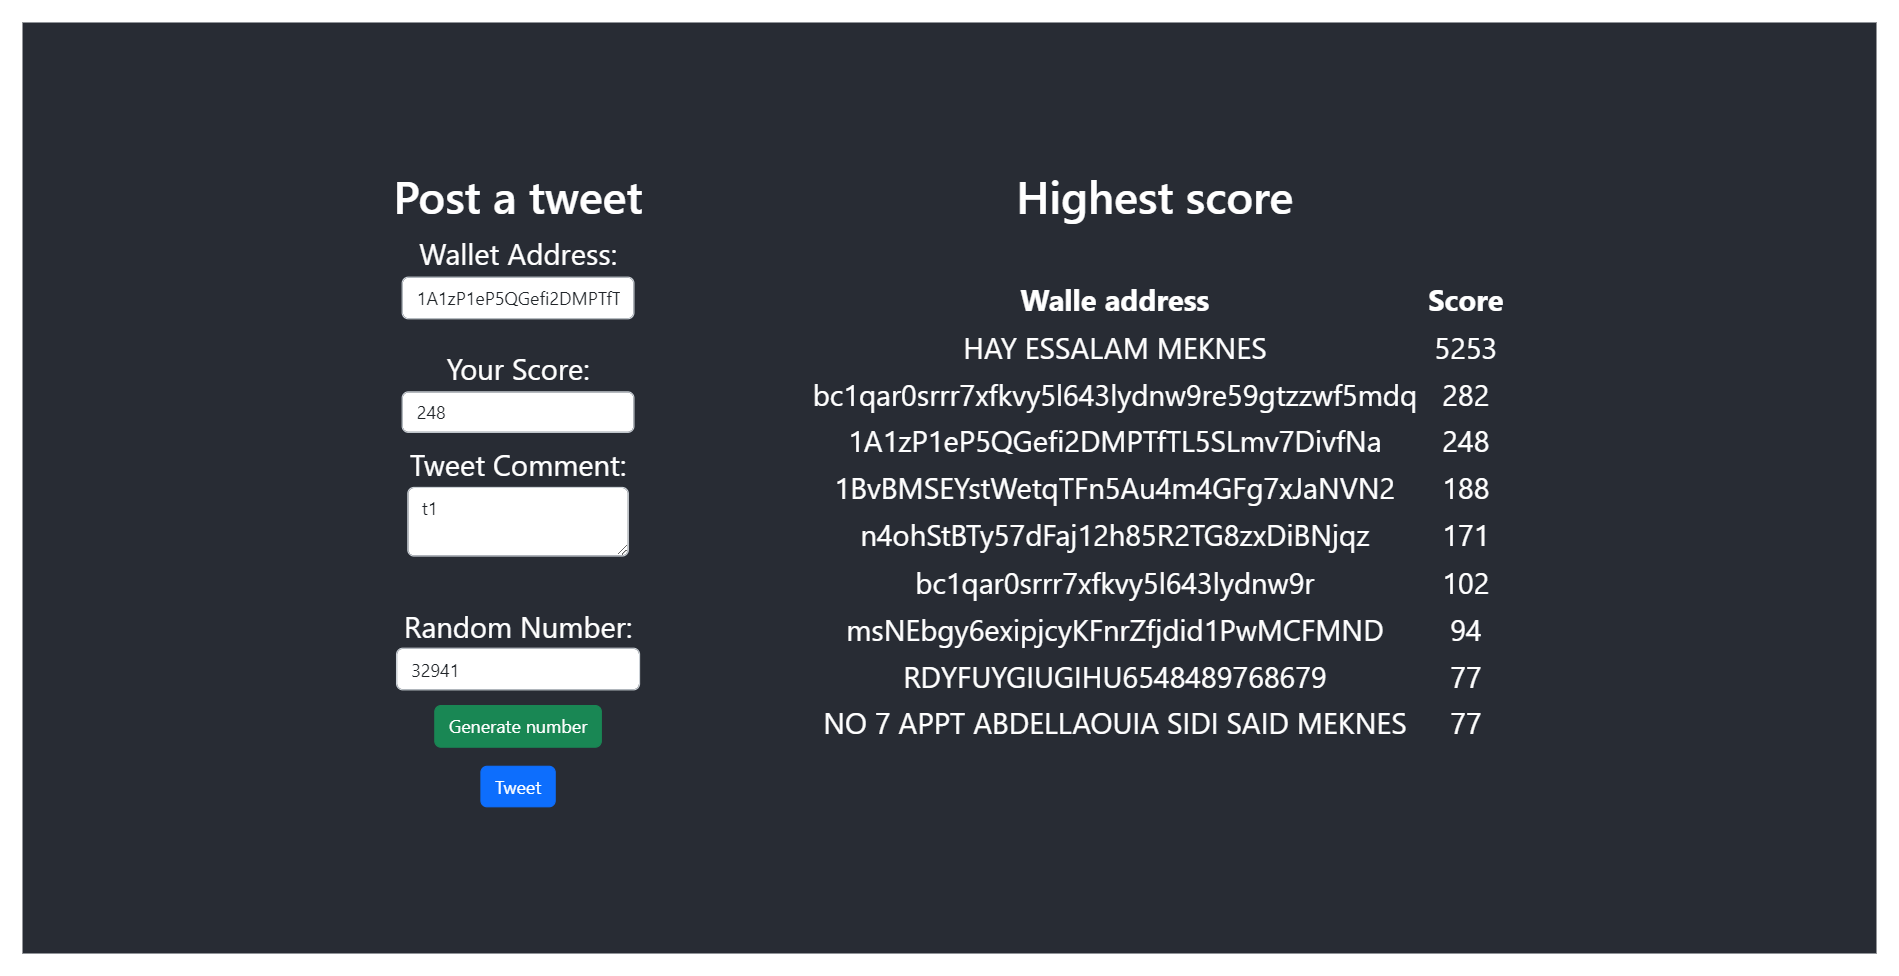 Post a tweet
Wallet Address:
1A1zP1eP5QGefi2DMPTfT
Your Score:
248
Tweet Comment:
t1
Random Number:
32941
Generate number
Tweet
Highest score
Walle address Score
HAY ESSALAM MEKNES 5253
bc1qar0srrr7xfkvy5l643lydnw9re59gtzzwf5mdq 282
1A1zP1eP5QGefi2DMPTfTL5SLmv7DivfNa 248
1BvBMSEYstWetqTFn5Au4m4GFg7xJaNVN2 188
n4ohStBTy57dFaj12h85R2TG8zxDiBNjqz 171
bc1qar0srrr7xfkvy5l643lydnw9r 102
msNEbgy6exipjcyKFnrZfjdid1PwMCFMND 94
RDYFUYGIUGIHU6548489768679 77
NO 7 APPT ABDELLAOUIA SIDI SAID MEKNES 77